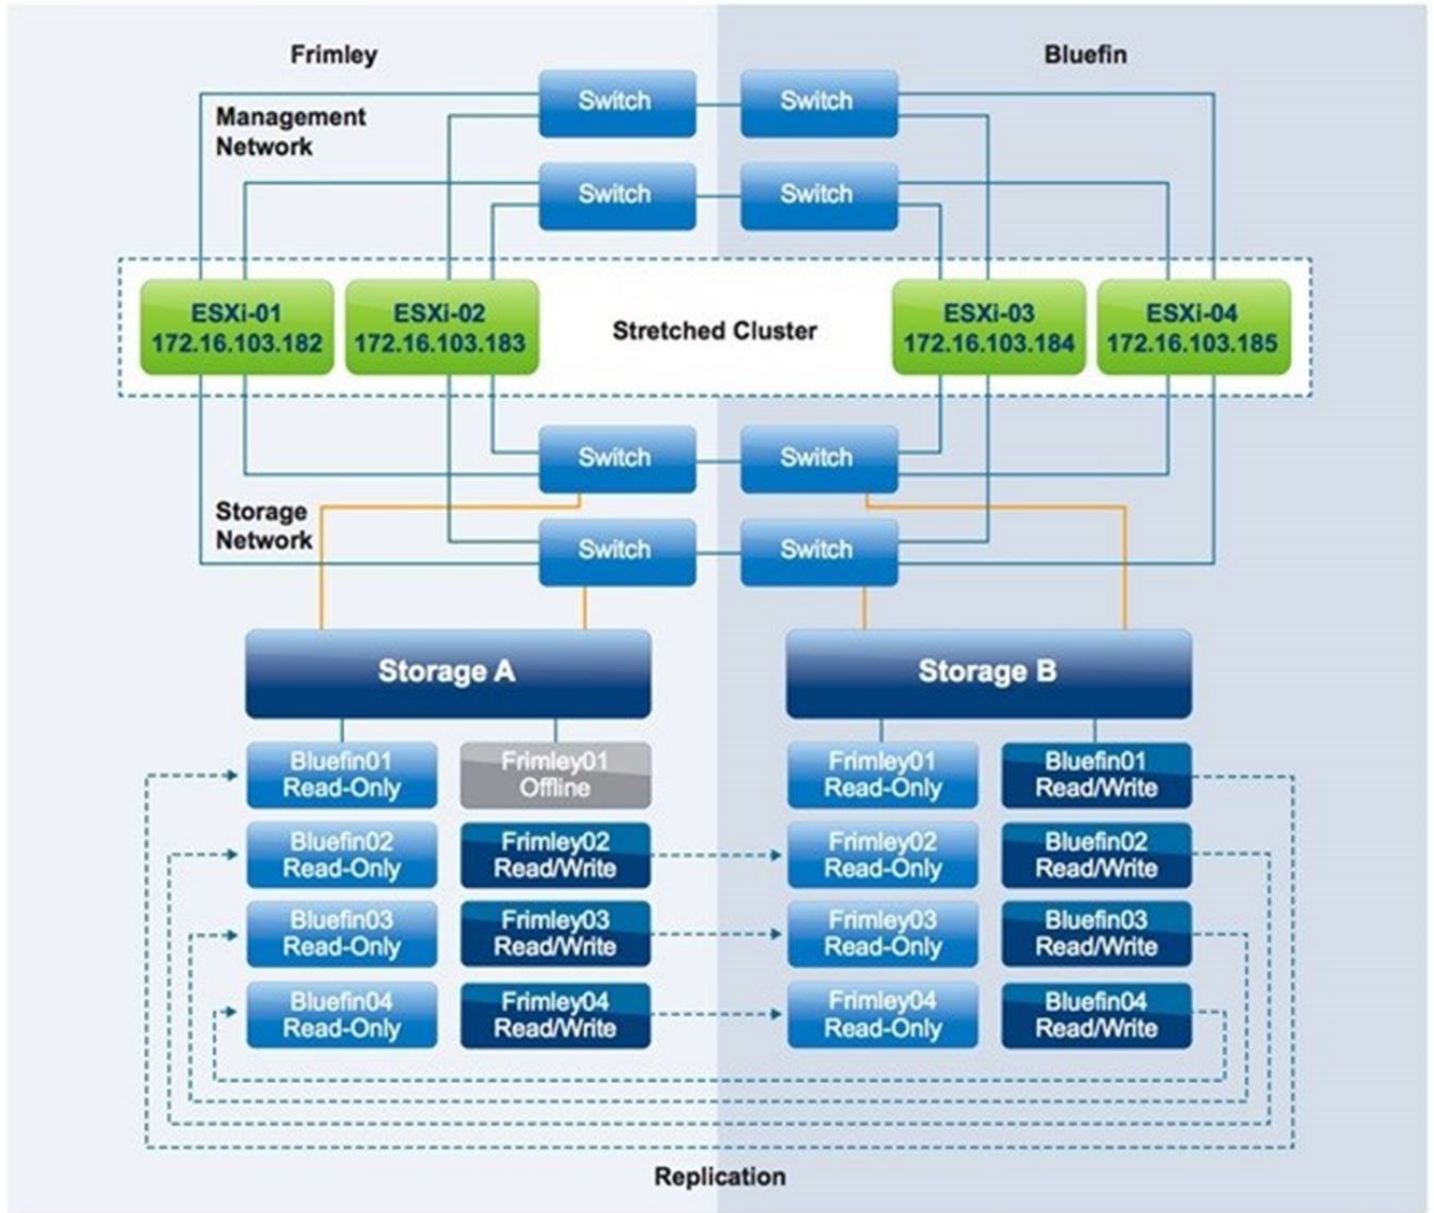 Frimley
Bluefin
Switch
Switch
Management
Network
Switch
Switch
ESXi-01
172.16.103.182
ESXi-02
172.16.103.183
Stretched Cluster
ESXi-03
172.16.103.184
ESXi-04
172.16.103.185
Switch
Switch
Storage
Network
Switch
Switch
Storage A
Storage B
Bluefin01
Read-Only
Frimley01
Offline
Frimley01
Read-Only
Bluefin01
Read/Write
Bluefin02
Read-Only
Frimley02
Read/Write
Frimley02
Read-Only
Bluefin02
Read/Write
Bluefin03
Read-Only
Frimley03
Read/Write
Frimley03
Read-Only
Bluefin03
Read/Write
Bluefin04
Read-Only
Frimley04
Read/Write
Frimley04
Read-Only
Bluefin04
Read/Write
Replication